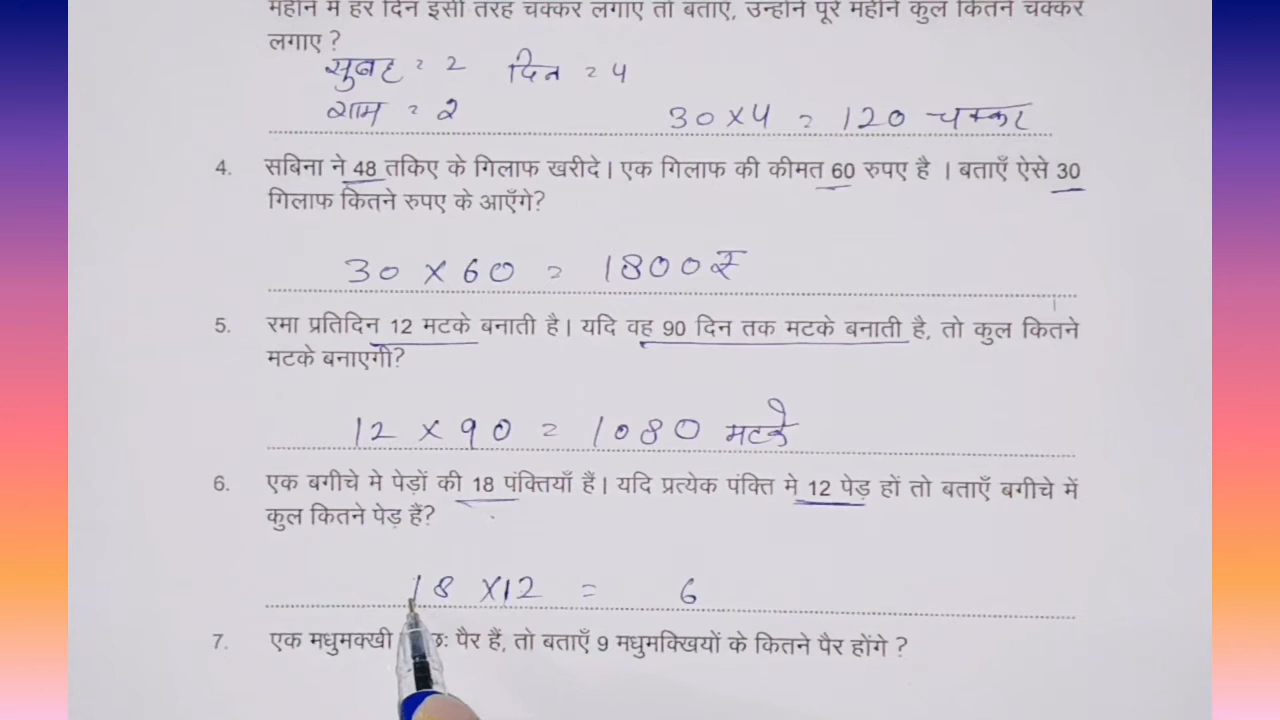 महीने में हर दिन इसी तरह चक्कर लगाए तो बताएँ, उन्होंने पूरे महीने कुल कितने चक्कर
लगाए ?
सुबह = 2 दिन = 4
शाम = 2 30 x 4 = 120 चक्कर
4. सबिना ने 48 तकिए के गिलाफ खरीदे। एक गिलाफ की कीमत 60 रुपए है । बताएँ ऐसे 30
गिलाफ कितने रुपए के आएँगे?
30 x 60 = 1800 ₹
5. रमा प्रतिदिन 12 मटके बनाती है। यदि वह 90 दिन तक मटके बनाती है, तो कुल कितने
मटके बनाएगी?
12 x 90 = 1080 मटके
6. एक बगीचे मे पेड़ों की 18 पंक्तियाँ हैं। यदि प्रत्येक पंक्ति मे 12 पेड़ हों तो बताएँ बगीचे में
कुल कितने पेड़ हैं?
18 x 12 = 6
7. एक मधुमक्खी छः पैर हैं, तो बताएँ 9 मधुमक्खियों के कितने पैर होंगे ?